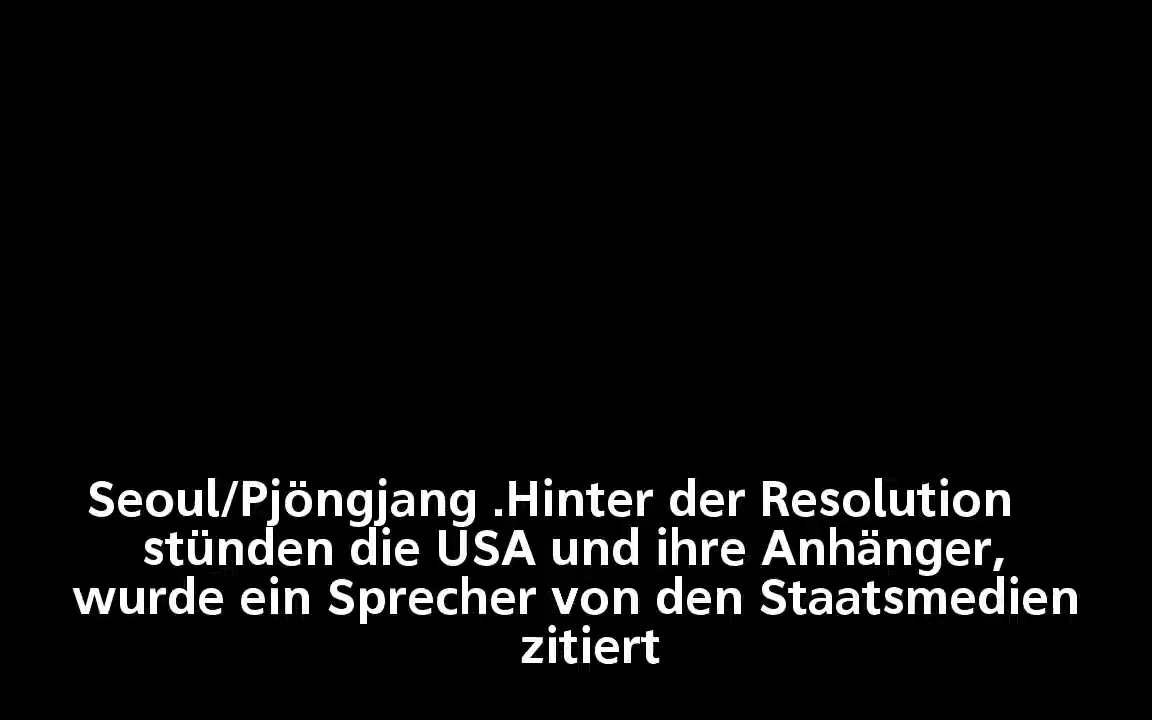 Seoul/Pjöngjang .Hinter der Resolution
stünden die USA und ihre Anhänger,
wurde ein Sprecher von den Staatsmedien
zitiert